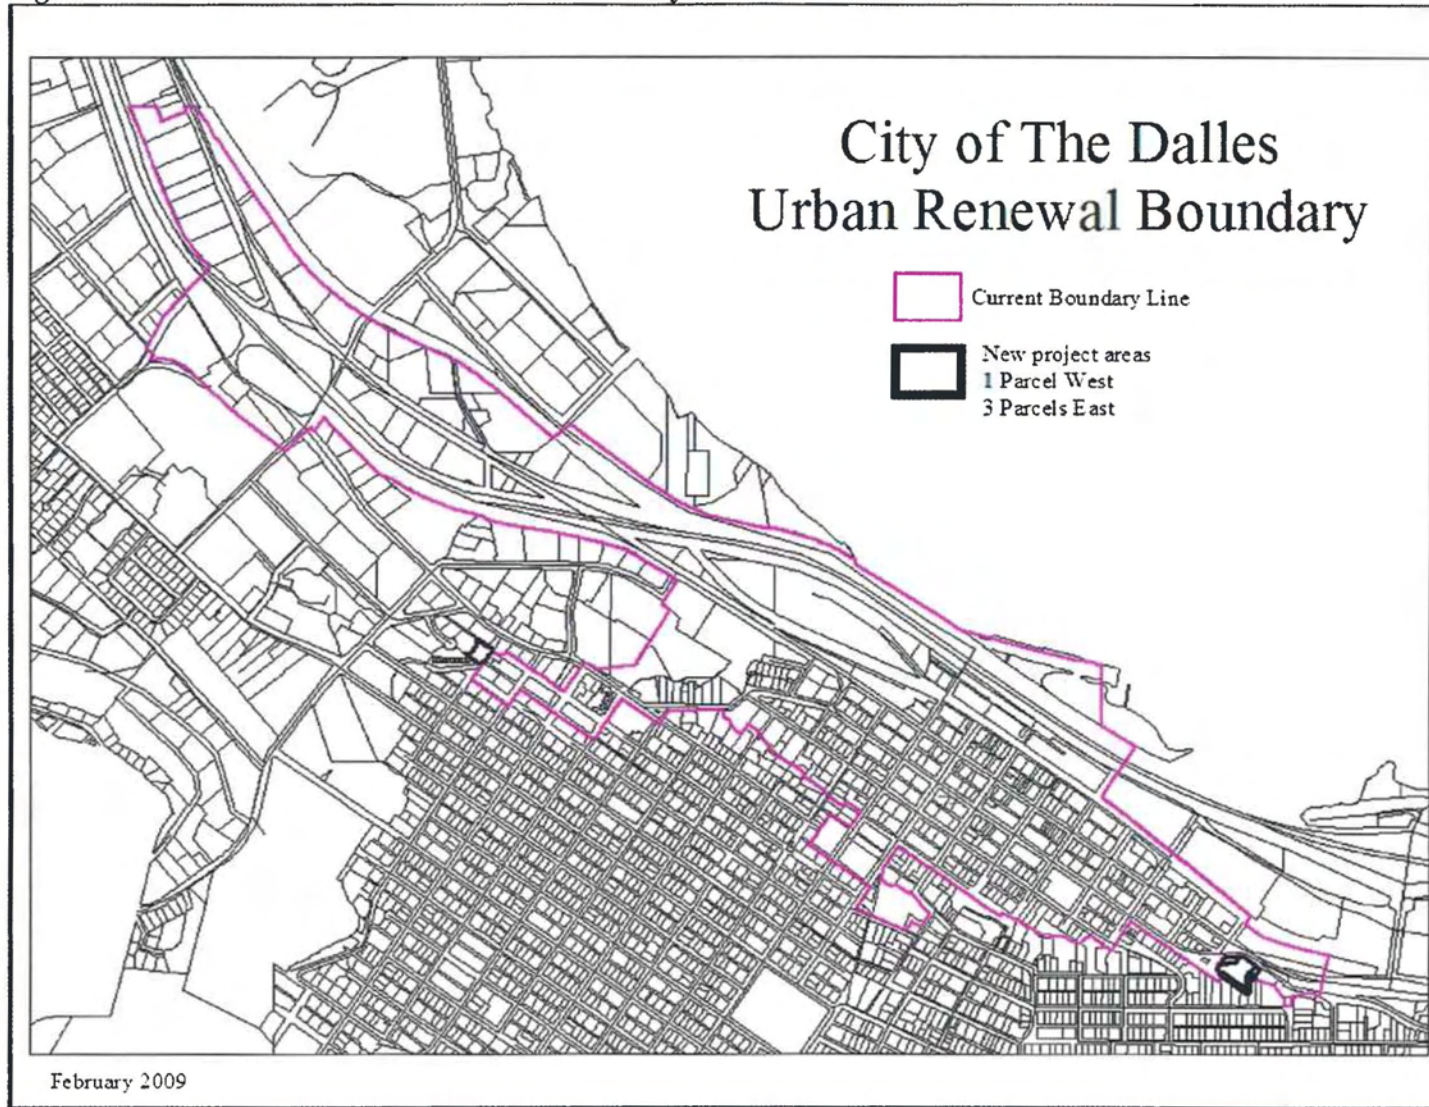 City of The Dalles
Urban Renewal Boundary
Current Boundary Line
New project areas
1 Parcel West
3 Parcels East
February 2009